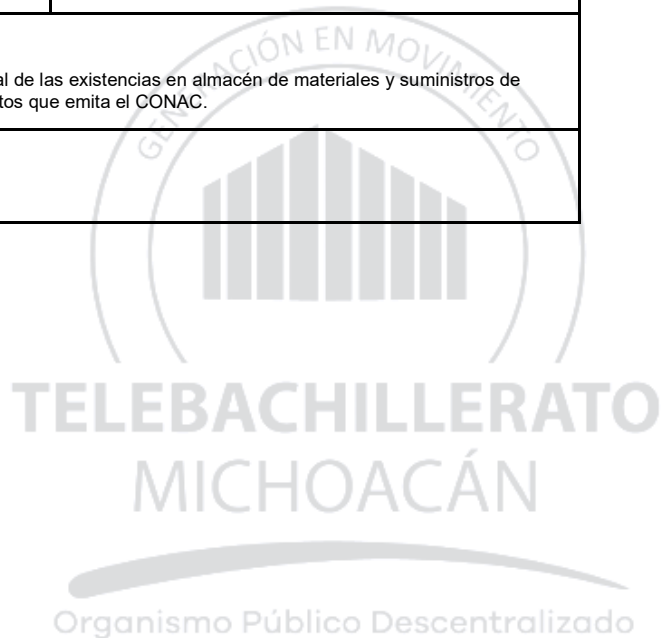 al de las existencias en almacén de materiales y suministros de
tos que emita el CONAC.
GENERACIÓN EN MOVIMIENTO
TELEBACHILLERATO
MICHOACÁN
Organismo Público Descentralizado